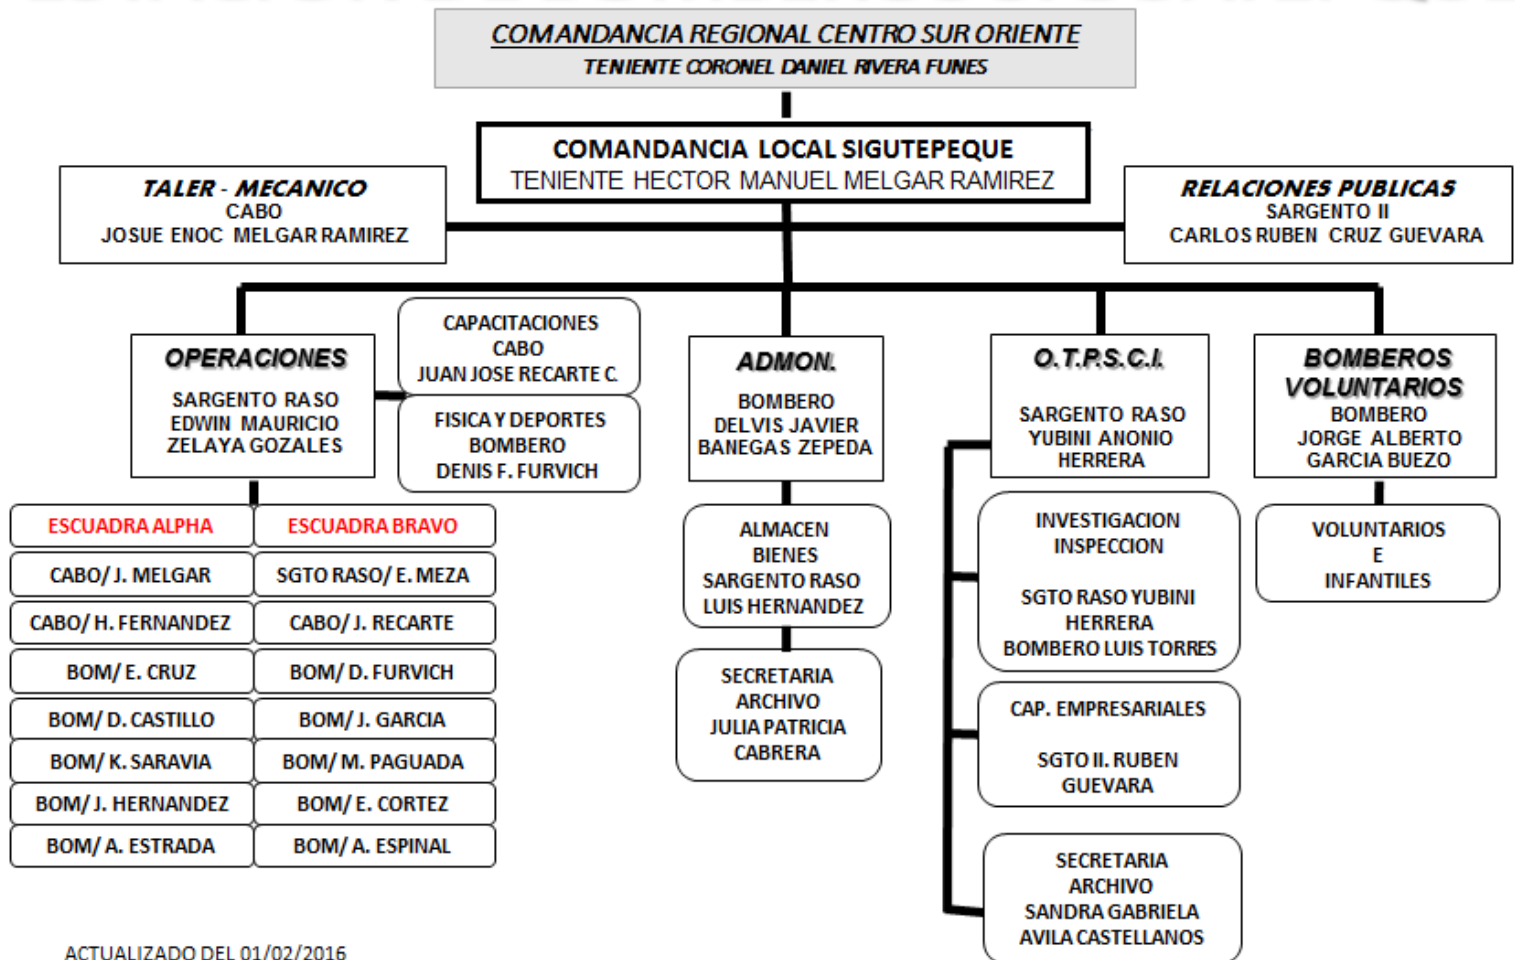 COMANDANCIA REGIONAL CENTRO SUR ORIENTE
TENIENTE CORONEL DANIEL RIVERA FUNES
COMANDANCIA LOCAL SIGUTEPEQUE
TENIENTE HECTOR MANUEL MELGAR RAMIREZ
TALER - MECANICO
CABO
JOSUE ENOC MELGAR RAMIREZ
RELACIONES PUBLICAS
SARGENTO II
CARLOS RUBEN CRUZ GUEVARA
OPERACIONES
SARGENTO RASO
EDWIN MAURICIO
ZELAYA GOZALES
CAPACITACIONES
CABO
JUAN JOSE RECARTE C.
FISICA Y DEPORTES
BOMBERO
DENIS F. FURVICH
ADMON.
BOMBERO
DELVIS JAVIER
BANEGAS ZEPEDA
O.T.P.S.C.I.
SARGENTO RASO
YUBINI ANONIO
HERRERA
BOMBEROS
VOLUNTARIOS
BOMBERO
JORGE ALBERTO
GARCIA BUEZO
ESCUADRA ALPHA
ESCUADRA BRAVO
CABO/ J. MELGAR
SGTO RASO/ E. MEZA
CABO/ H. FERNANDEZ
CABO/ J. RECARTE
BOM/ E. CRUZ
BOM/ D. FURVICH
BOM/ D. CASTILLO
BOM/ J. GARCIA
BOM/ K. SARAVIA
BOM/ M. PAGUADA
BOM/ J. HERNANDEZ
BOM/ E. CORTEZ
BOM/ A. ESTRADA
BOM/ A. ESPINAL
ALMACEN
BIENES
SARGENTO RASO
LUIS HERNANDEZ
SECRETARIA
ARCHIVO
JULIA PATRICIA
CABRERA
INVESTIGACION
INSPECCION
SGTO RASO YUBINI
HERRERA
BOMBERO LUIS TORRES
CAP. EMPRESARIALES
SGTO II. RUBEN
GUEVARA
SECRETARIA
ARCHIVO
SANDRA GABRIELA
AVILA CASTELLANOS
VOLUNTARIOS
E
INFANTILES
ACTUALIZADO DEL 01/02/2016